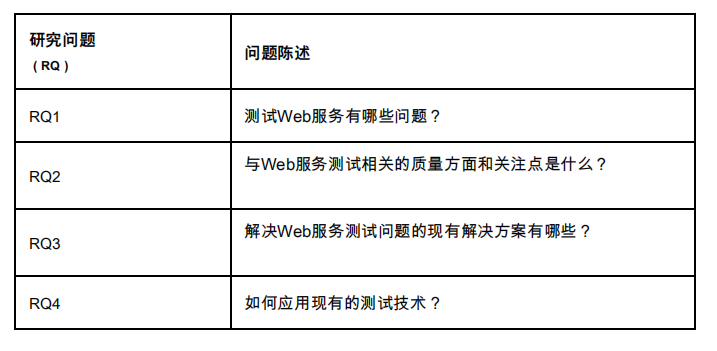 研究问题
（RQ）
问题陈述
RQ1
测试Web服务有哪些问题？
RQ2
与Web服务测试相关的质量方面和关注点是什么？
RQ3
解决Web服务测试问题的现有解决方案有哪些？
RQ4
如何应用现有的测试技术？